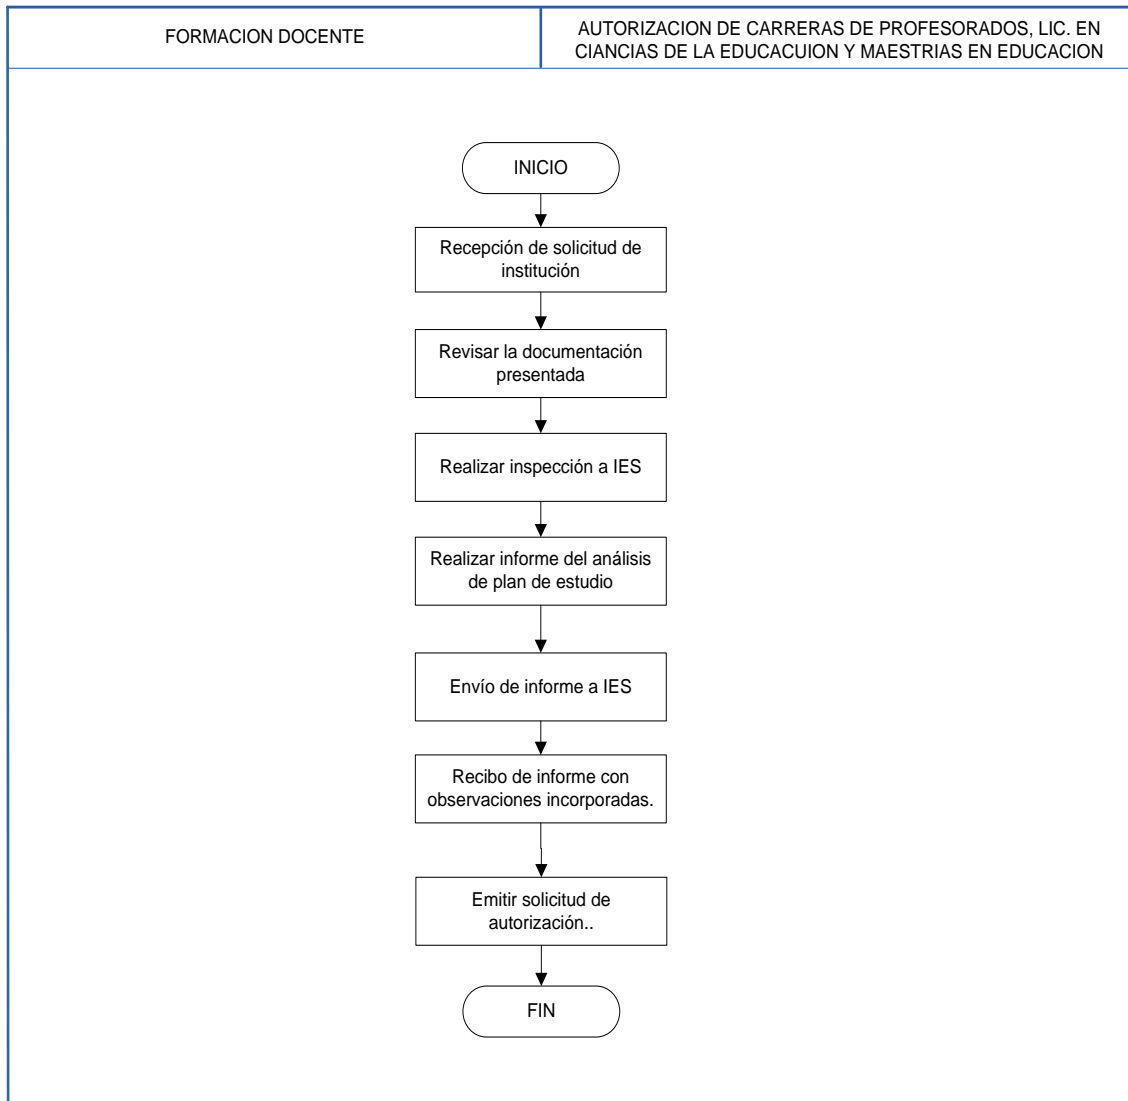 FORMACION DOCENTE
AUTORIZACION DE CARRERAS DE PROFESORADOS, LIC. EN
CIANCIAS DE LA EDUCACUION Y MAESTRIAS EN EDUCACION
INICIO
Recepción de solicitud de
institución
Revisar la documentación
presentada
Realizar inspección a IES
Realizar informe del análisis
de plan de estudio
Envío de informe a IES
Recibo de informe con
observaciones incorporadas.
Emitir solicitud de
autorización..
FIN